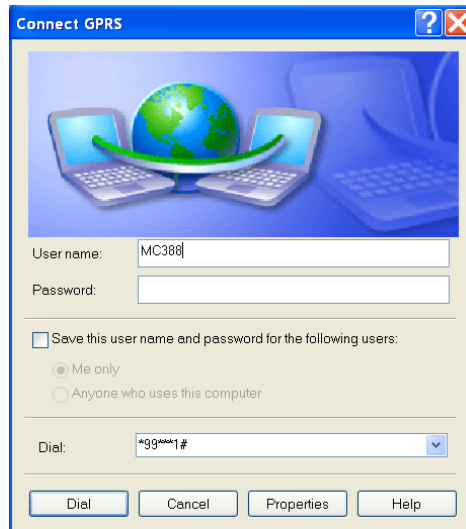 Connect GPRS
User name: MC388
Password:
Save this user name and password for the following users:
Me only
Anyone who uses this computer
Dial: *99***1#
Dial Cancel Properties Help